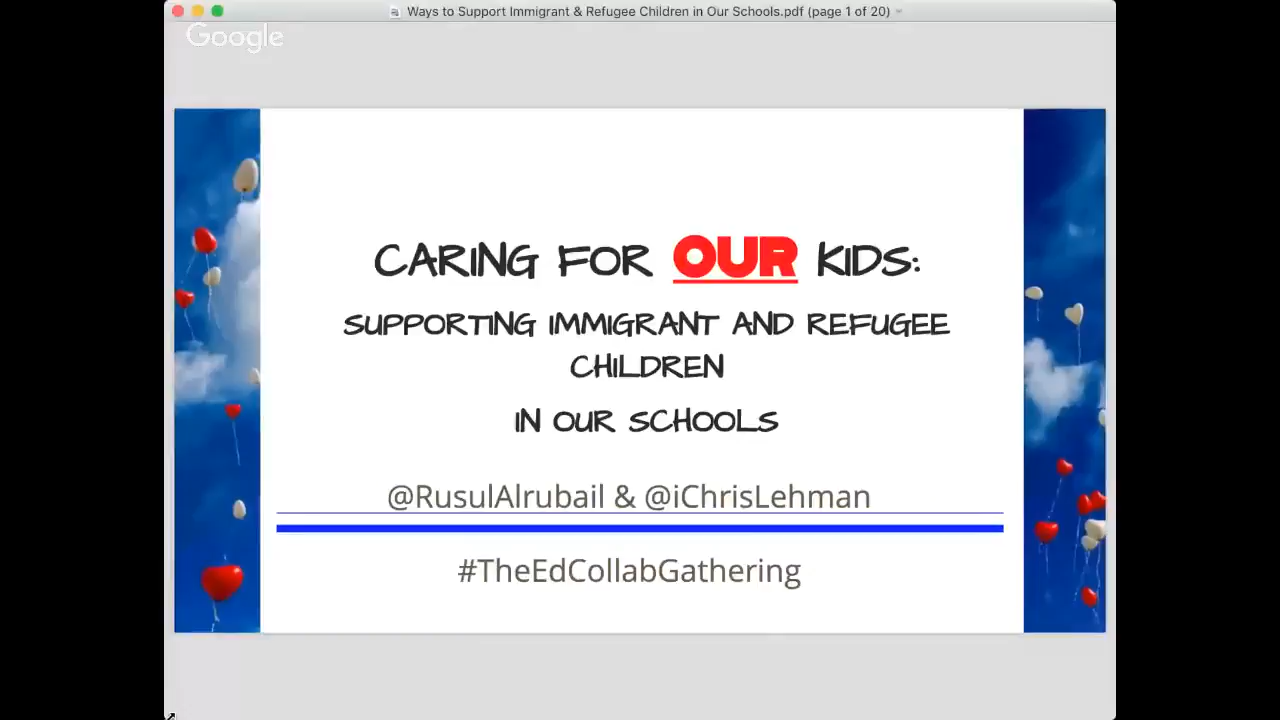 Ways to Support Immigrant & Refugee Children in Our Schools.pdf (page 1 of 20)
Google
CARING FOR OUR KIDS:
SUPPORTING IMMIGRANT AND REFUGEE
CHILDREN
IN OUR SCHOOLS
@RusulAlrubail & @iChrisLehman
#TheEdCollabGathering